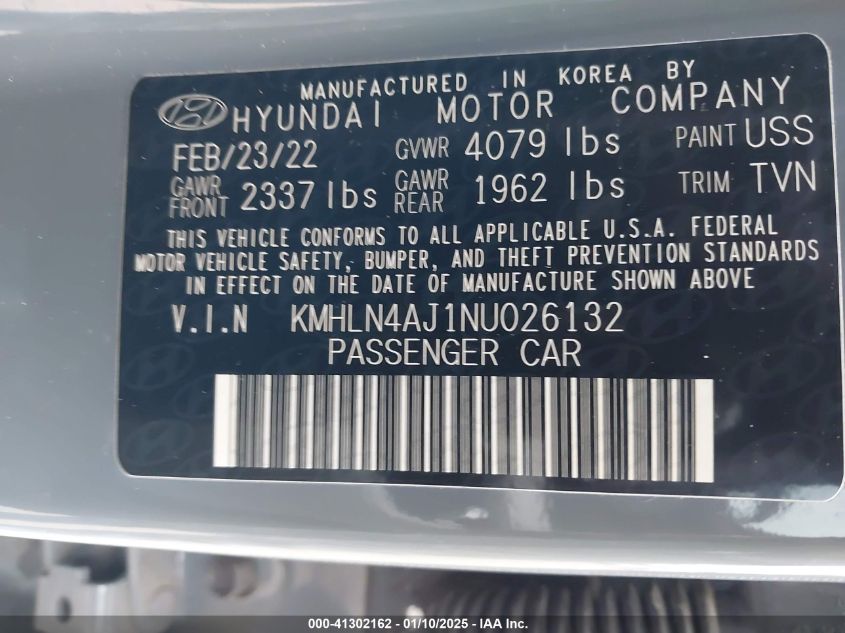 MANUFACTURED IN KOREA BY
HYUNDAI MOTOR COMPANY
FEB/23/22 GVWR 4079 lbs PAINT USS
GAWR FRONT 2337 lbs GAWR REAR 1962 lbs TRIM TVN
THIS VEHICLE CONFORMS TO ALL APPLICABLE U.S.A. FEDERAL
MOTOR VEHICLE SAFETY, BUMPER, AND THEFT PREVENTION STANDARDS
IN EFFECT ON THE DATE OF MANUFACTURE SHOWN ABOVE
V.I.N KMHLN4AJ1NU026132
PASSENGER CAR
000-41302162 - 01/10/2025 - IAA Inc.